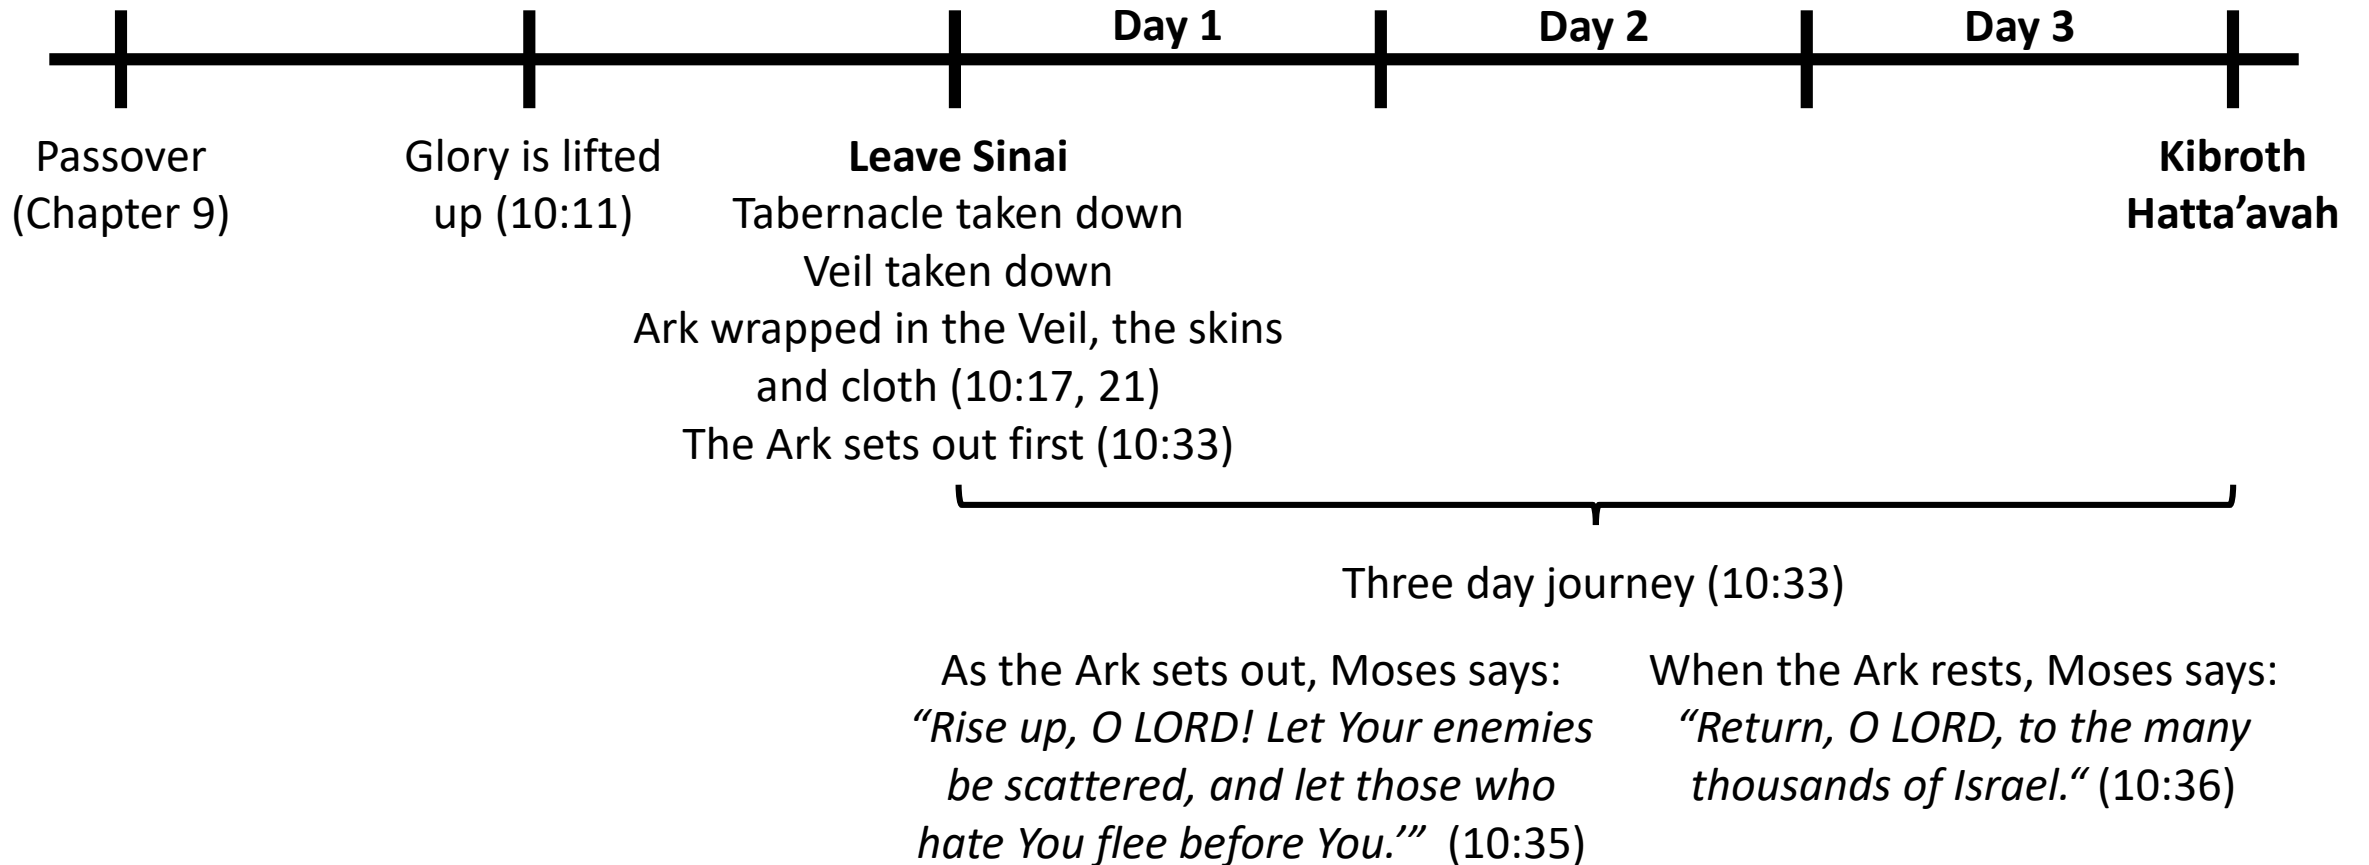 Day 1
Day 2
Day 3
Passover
(Chapter 9)
Glory is lifted
up (10:11)
Leave Sinai
Tabernacle taken down
Veil taken down
Ark wrapped in the Veil, the skins
and cloth (10:17, 21)
The Ark sets out first (10:33)
Kibroth
Hatta’avah
Three day journey (10:33)
As the Ark sets out, Moses says:
“Rise up, O LORD! Let Your enemies
be scattered, and let those who
hate You flee before You.’” (10:35)
When the Ark rests, Moses says:
“Return, O LORD, to the many
thousands of Israel.“ (10:36)